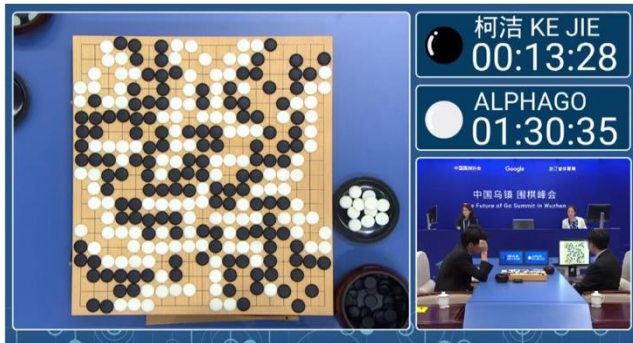 柯洁 KE JIE
00:13:28
ALPHAGO
01:30:35
Google
中国乌镇 围棋峰会
The Future of Go Summit in Wuzhen